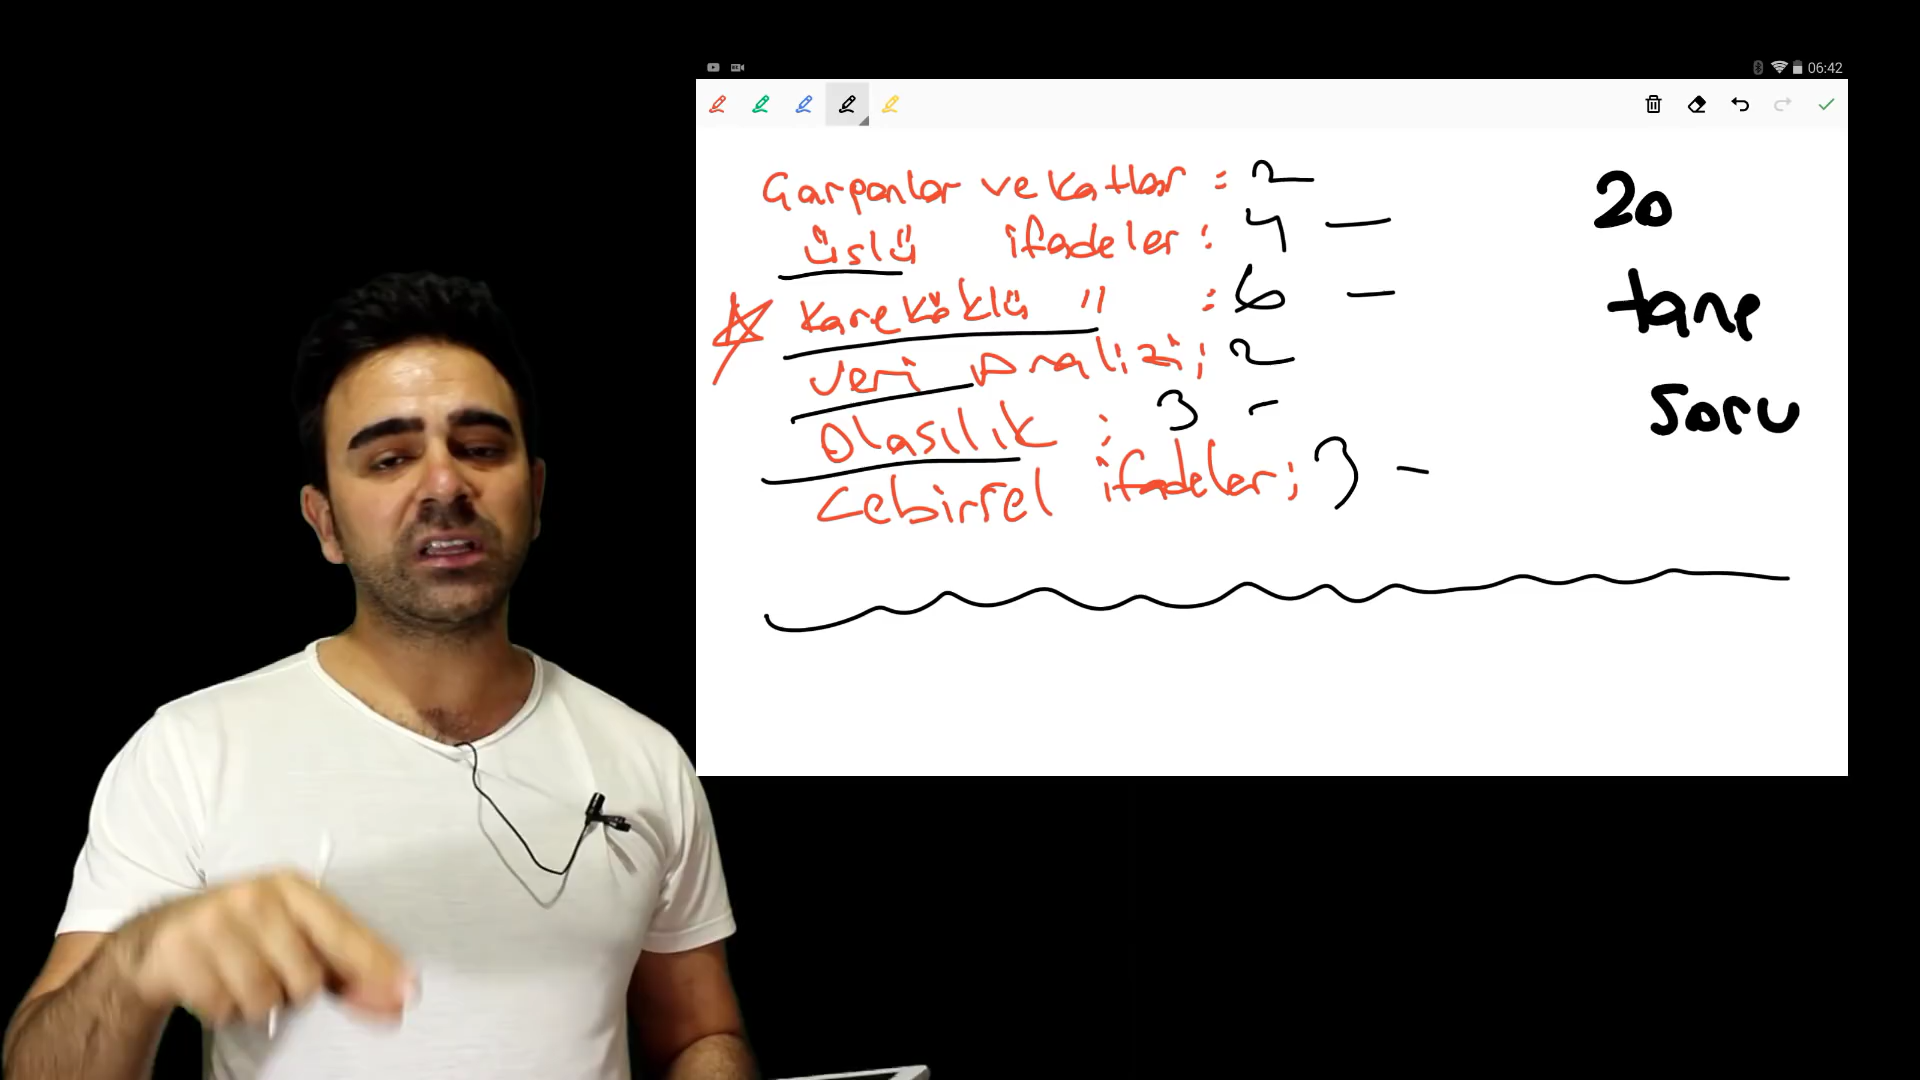 06:42
Çarpanlar ve Katlar : 2
üslü ifadeler : 4 —
Kareköklü " : 6 —
Veri Analizi ; 2
Olasılık : 3 -
Cebirsel ifadeler ; 3 -
20
tane
Soru